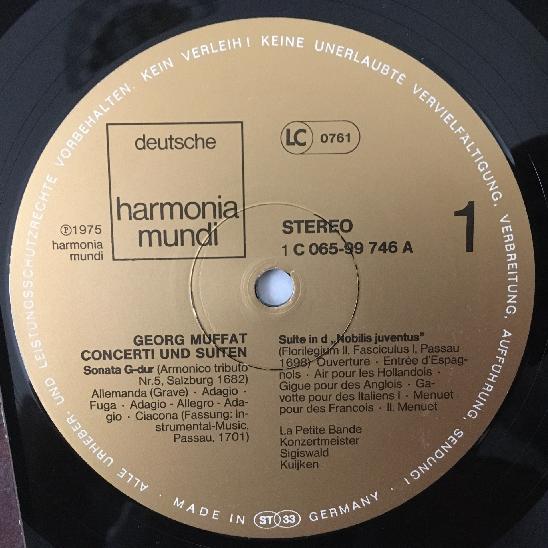 ALLE URHEBER- UND LEISTUNGSSCHUTZRECHTE VORBEHALTEN. KEIN VERLEIH! KEINE UNERLAUBTE VERVIELFÄLTIGUNG, VERBREITUNG, AUFFÜHRUNG, SENDUNG!
deutsche
harmonia
mundi
LC 0761
℗1975
harmonia
mundi
STEREO
1 C 065-99 746 A
1
GEORG MUFFAT
CONCERTI UND SUITEN
Sonata G-dur (Armonico tributo
Nr.5, Salzburg 1682)
Allemanda (Grave) · Adagio ·
Fuga · Adagio · Allegro · Ada-
gio · Ciacona (Fassung: In-
strumental-Music,
Passau, 1701)
Suite in d „Nobilis juventus"
(Florilegium II, Fasciculus I, Passau
1698) Ouverture · Entrée d'Espag-
nois · Air pour les Hollandois ·
Gigue pour des Anglois · Ga-
votte pour des Italiens I · Menuet
pour des Francois · II. Menuet
La Petite Bande
Konzertmeister
Sigiswald
Kuijken
MADE IN ST 33 GERMANY